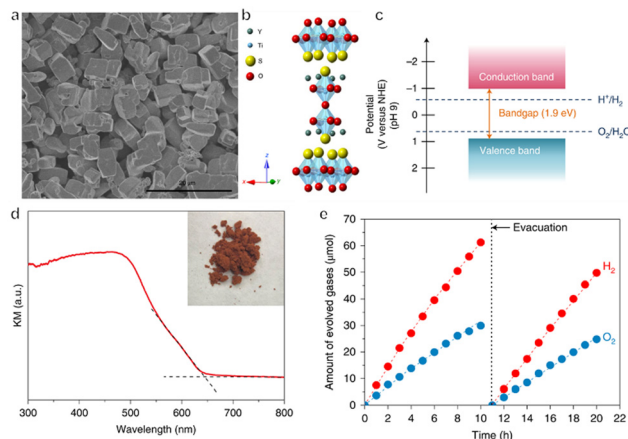 a
b
Y
Ti
S
O
z
x
y
c
Potential
(V versus NHE)
(pH 9)
−2
−1
0
1
2
Conduction band
Bandgap (1.9 eV)
Valence band
H⁺/H₂
O₂/H₂O
d
KM (a.u.)
300 400 500 600 700 800
Wavelength (nm)
e
Amount of evolved gases (μmol)
70
60
50
40
30
20
10
0
Evacuation
H₂
O₂
0 2 4 6 8 10 12 14 16 18 20 22
Time (h)